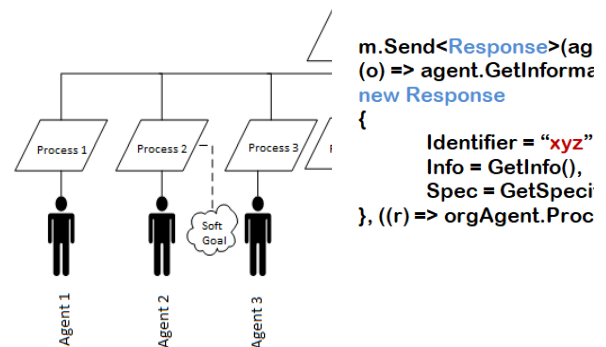 Process 1
Process 2
Process 3
Soft
Goal
Agent 1
Agent 2
Agent 3
m.Send<Response>(ag
(o) => agent.GetInforma
new Response
{
Identifier = “xyz”
Info = GetInfo(),
Spec = GetSpecif
}, ((r) => orgAgent.Proc